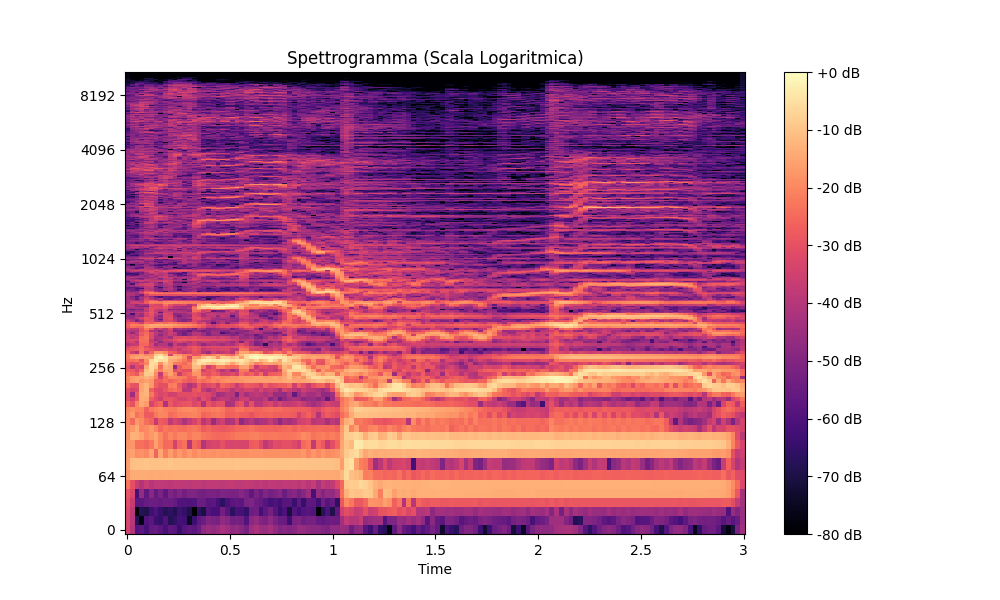 Spettrogramma (Scala Logaritmica)
8192
4096
2048
1024
512
256
128
64
0
Hz
0
0.5
1
1.5
2
2.5
3
Time
+0 dB
-10 dB
-20 dB
-30 dB
-40 dB
-50 dB
-60 dB
-70 dB
-80 dB